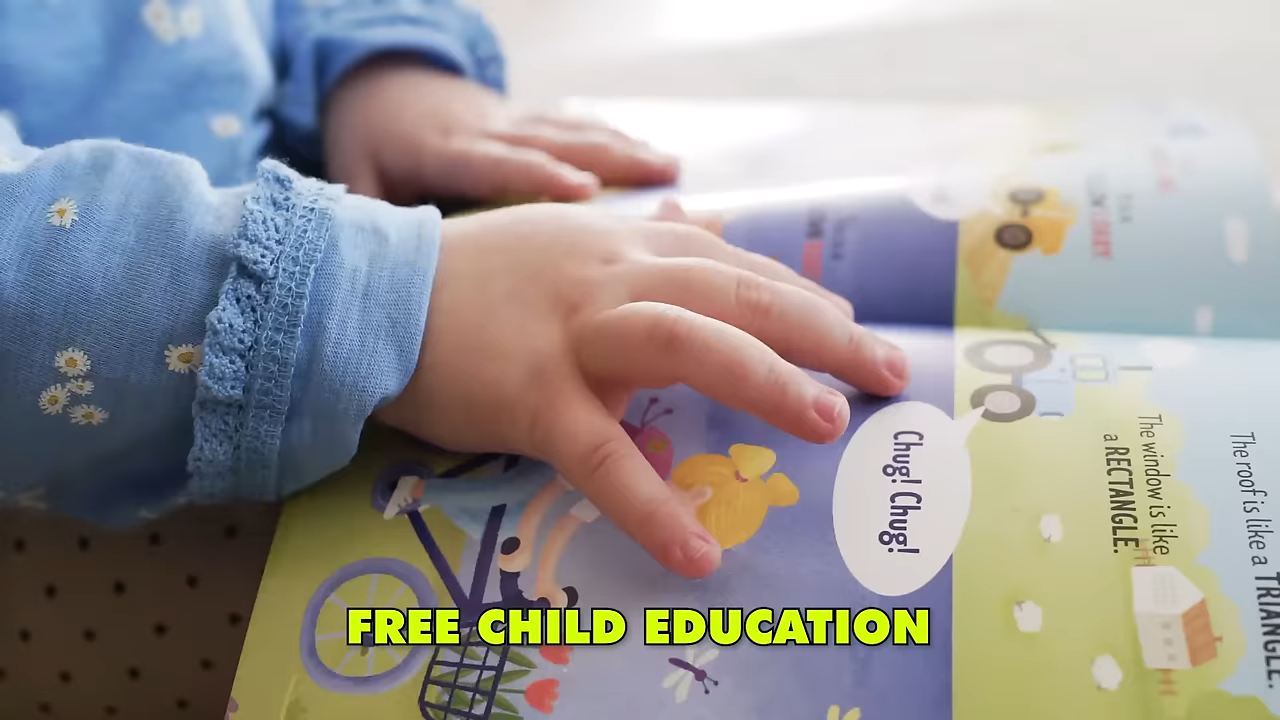 Chug! Chug!
The window is like
a RECTANGLE.
The roof is like a TRIANGLE.
FREE CHILD EDUCATION